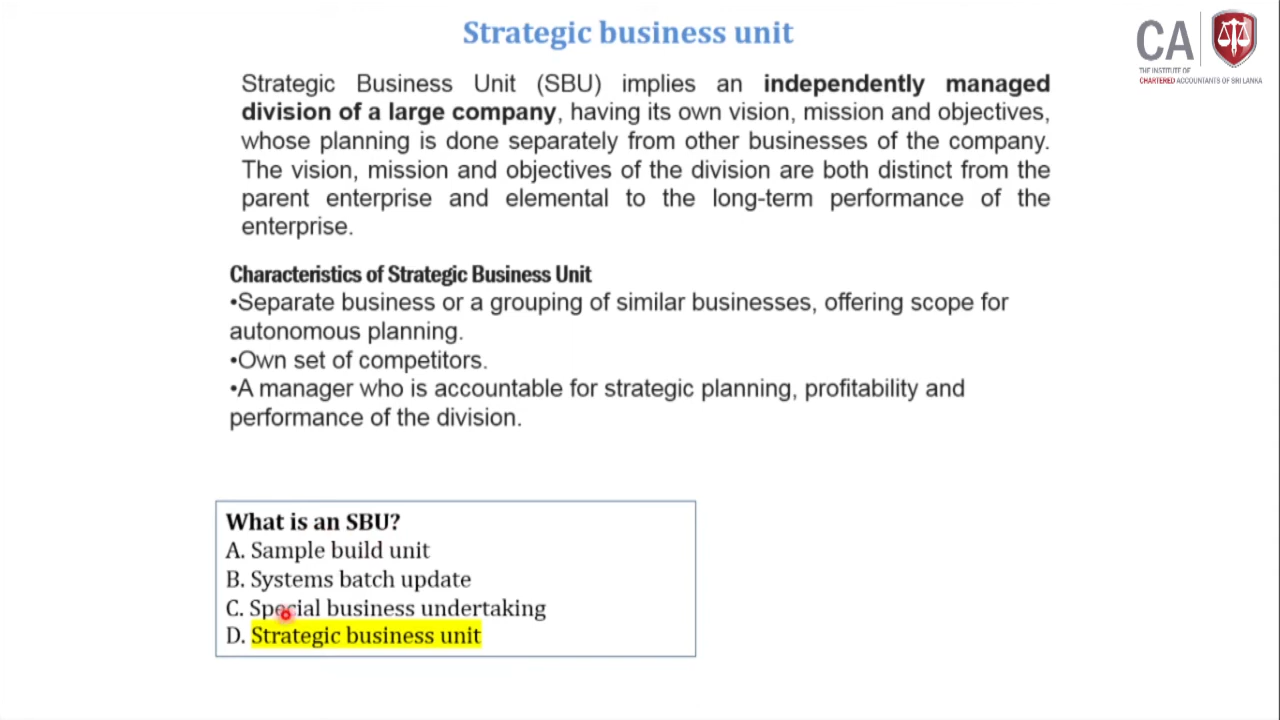 Strategic business unit
CA
THE INSTITUTE OF
CHARTERED ACCOUNTANTS OF SRI LANKA
Strategic Business Unit (SBU) implies an independently managed
division of a large company, having its own vision, mission and objectives,
whose planning is done separately from other businesses of the company.
The vision, mission and objectives of the division are both distinct from the
parent enterprise and elemental to the long-term performance of the
enterprise.
Characteristics of Strategic Business Unit
•Separate business or a grouping of similar businesses, offering scope for
autonomous planning.
•Own set of competitors.
•A manager who is accountable for strategic planning, profitability and
performance of the division.
What is an SBU?
A. Sample build unit
B. Systems batch update
C. Special business undertaking
D. Strategic business unit